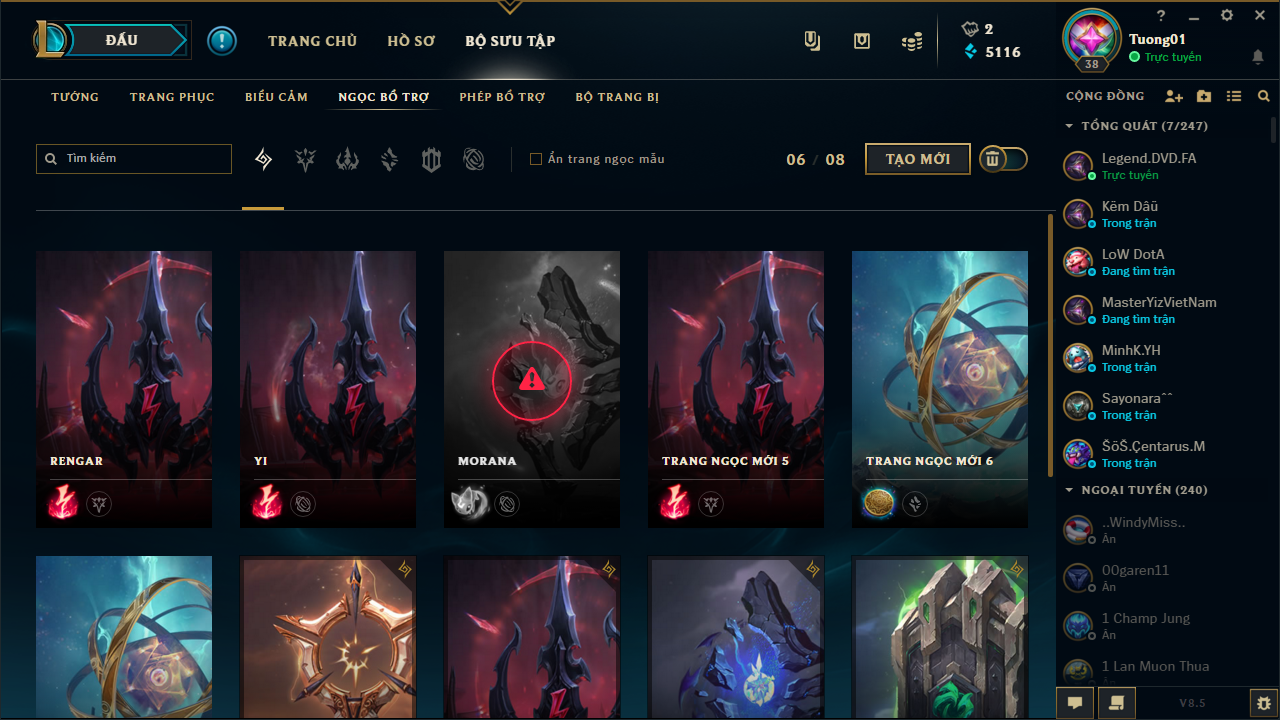 ĐẤU
TRANG CHỦ
HỒ SƠ
BỘ SƯU TẬP
2
5116
?
Tuong01
Trực tuyến
38
TƯỚNG
TRANG PHỤC
BIỂU CẢM
NGỌC BỔ TRỢ
PHÉP BỔ TRỢ
BỘ TRANG BỊ
Tìm kiếm
Ẩn trang ngọc mẫu
06 / 08
TẠO MỚI
RENGAR
YI
MORANA
TRANG NGỌC MỚI 5
TRANG NGỌC MỚI 6
CỘNG ĐỒNG
TỔNG QUÁT (7/247)
Legend.DVD.FA
Trực tuyến
Këm Dâü
Trong trận
LoW DotA
Đang tìm trận
MasterYizVietNam
Đang tìm trận
MinhK.YH
Trong trận
Sayonara^^
Trong trận
ŠöŠ.Çentarus.M
Trong trận
NGOẠI TUYẾN (240)
..WindyMiss..
Ẩn
00garen11
Ẩn
1 Champ Jung
Ẩn
1 Lan Muon Thua
Ẩn
V8.5